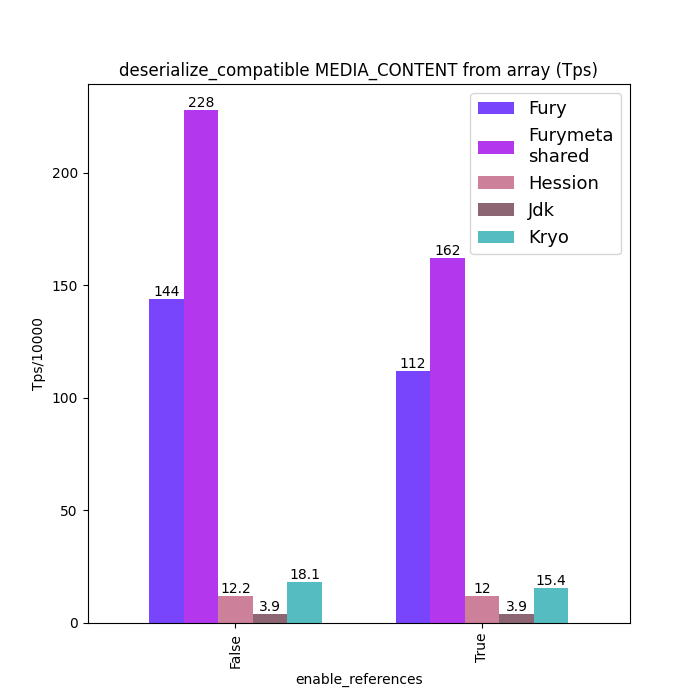 deserialize_compatible MEDIA_CONTENT from array (Tps)
Fury
Furymeta
shared
Hession
Jdk
Kryo
Tps/10000
200
150
100
50
0
144
228
12.2
3.9
18.1
112
162
12
3.9
15.4
False
True
enable_references